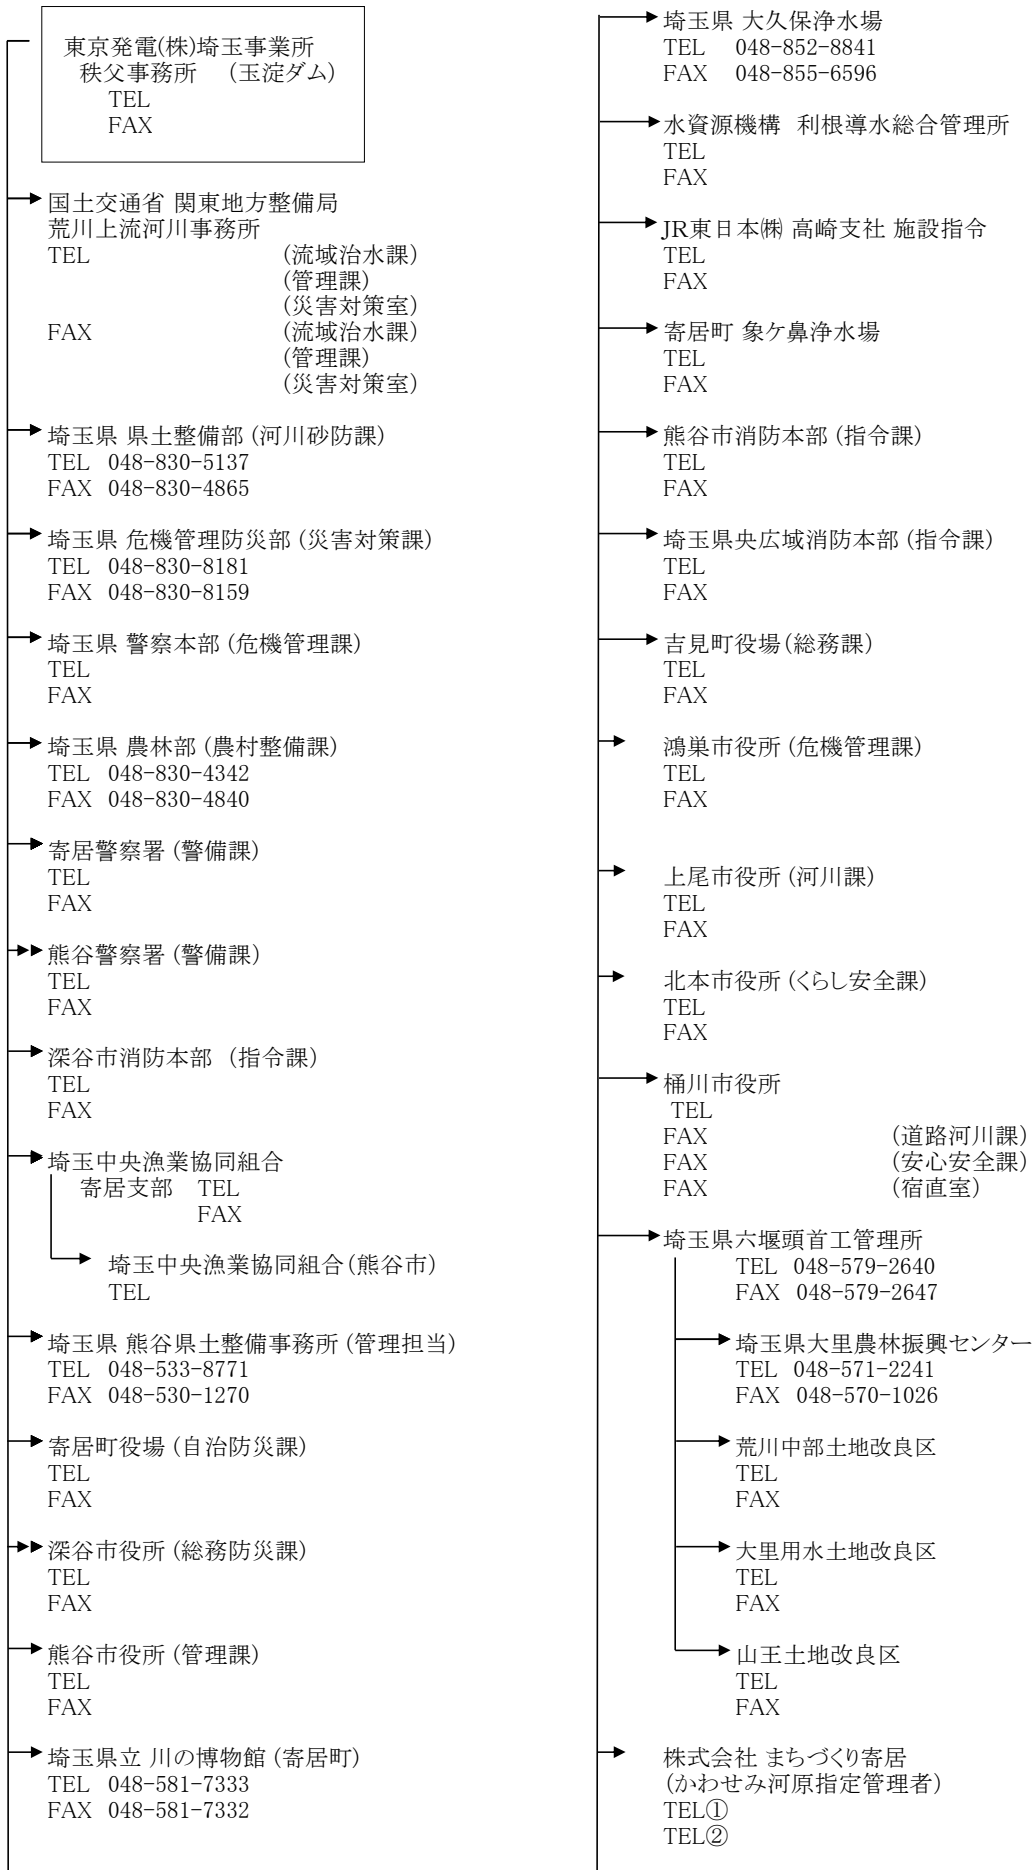 東京発電(株)埼玉事業所
秩父事務所 (玉淀ダム)
TEL
FAX
国土交通省 関東地方整備局
荒川上流河川事務所
TEL (流域治水課)
(管理課)
(災害対策室)
FAX (流域治水課)
(管理課)
(災害対策室)
埼玉県 県土整備部 (河川砂防課)
TEL 048-830-5137
FAX 048-830-4865
埼玉県 危機管理防災部 (災害対策課)
TEL 048-830-8181
FAX 048-830-8159
埼玉県 警察本部 (危機管理課)
TEL
FAX
埼玉県 農林部 (農村整備課)
TEL 048-830-4342
FAX 048-830-4840
寄居警察署 (警備課)
TEL
FAX
熊谷警察署 (警備課)
TEL
FAX
深谷市消防本部 (指令課)
TEL
FAX
埼玉中央漁業協同組合
寄居支部 TEL
FAX
埼玉中央漁業協同組合(熊谷市)
TEL
埼玉県 熊谷県土整備事務所 (管理担当)
TEL 048-533-8771
FAX 048-530-1270
寄居町役場 (自治防災課)
TEL
FAX
深谷市役所 (総務防災課)
TEL
FAX
熊谷市役所 (管理課)
TEL
FAX
埼玉県立 川の博物館 (寄居町)
TEL 048-581-7333
FAX 048-581-7332
埼玉県 大久保浄水場
TEL 048-852-8841
FAX 048-855-6596
水資源機構 利根導水総合管理所
TEL
FAX
JR東日本㈱ 高崎支社 施設指令
TEL
FAX
寄居町 象ケ鼻浄水場
TEL
FAX
熊谷市消防本部 (指令課)
TEL
FAX
埼玉県央広域消防本部 (指令課)
TEL
FAX
吉見町役場(総務課)
TEL
FAX
鴻巣市役所 (危機管理課)
TEL
FAX
上尾市役所 (河川課)
TEL
FAX
北本市役所 (くらし安全課)
TEL
FAX
桶川市役所
TEL
FAX (道路河川課)
FAX (安心安全課)
FAX (宿直室)
埼玉県六堰頭首工管理所
TEL 048-579-2640
FAX 048-579-2647
埼玉県大里農林振興センター
TEL 048-571-2241
FAX 048-570-1026
荒川中部土地改良区
TEL
FAX
大里用水土地改良区
TEL
FAX
山王土地改良区
TEL
FAX
株式会社 まちづくり寄居
(かわせみ河原指定管理者)
TEL①
TEL②